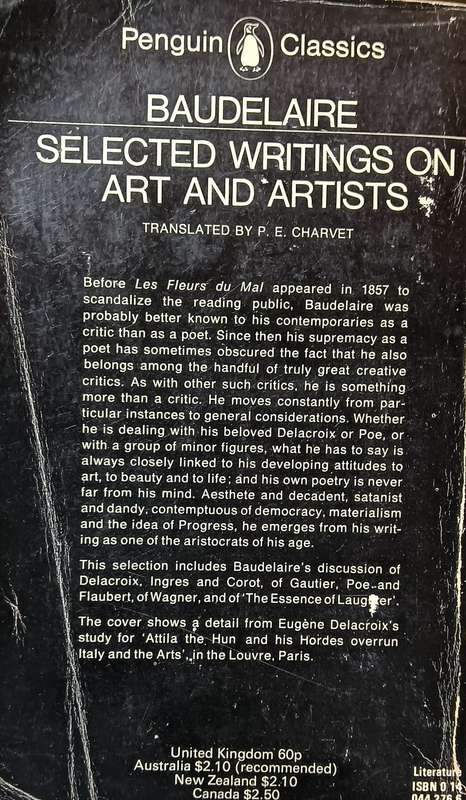 Penguin Classics
BAUDELAIRE
SELECTED WRITINGS ON
ART AND ARTISTS
TRANSLATED BY P. E. CHARVET
Before Les Fleurs du Mal appeared in 1857 to
scandalize the reading public, Baudelaire was
probably better known to his contemporaries as a
critic than as a poet. Since then his supremacy as a
poet has sometimes obscured the fact that he also
belongs among the handful of truly great creative
critics. As with other such critics, he is something
more than a critic. He moves constantly from par-
ticular instances to general considerations. Whether
he is dealing with his beloved Delacroix or Poe, or
with a group of minor figures, what he has to say is
always closely linked to his developing attitudes to
art, to beauty and to life; and his own poetry is never
far from his mind. Aesthete and decadent, satanist
and dandy, contemptuous of democracy, materialism
and the idea of Progress, he emerges from his writ-
ing as one of the aristocrats of his age.
This selection includes Baudelaire's discussion of
Delacroix, Ingres and Corot, of Gautier, Poe and
Flaubert, of Wagner, and of 'The Essence of Laughter'.
The cover shows a detail from Eugène Delacroix's
study for 'Attila the Hun and his Hordes overrun
Italy and the Arts', in the Louvre, Paris.
United Kingdom 60p
Australia $2.10 (recommended)
New Zealand $2.10
Canada $2.50
Literature
ISBN 0 14
044 276 6